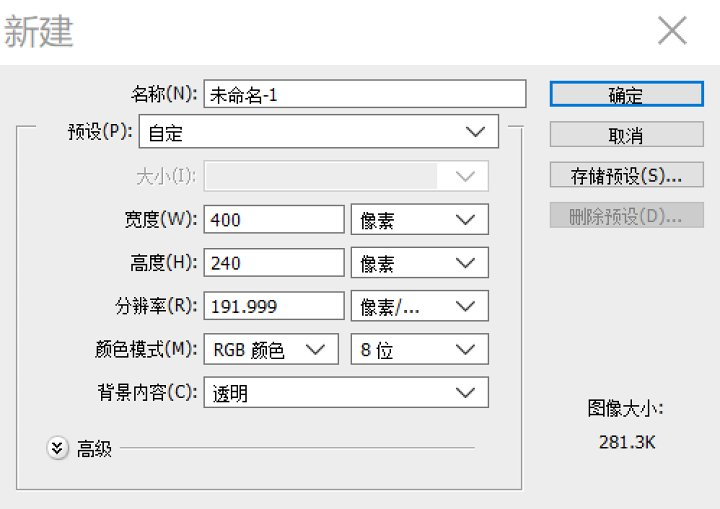 新建
名称(N): 未命名-1
确定
预设(P): 自定
取消
大小(I):
存储预设(S)...
宽度(W): 400 像素
删除预设(D)...
高度(H): 240 像素
分辨率(R): 191.999 像素/...
颜色模式(M): RGB 颜色 8 位
背景内容(C): 透明
图像大小:
281.3K
高级